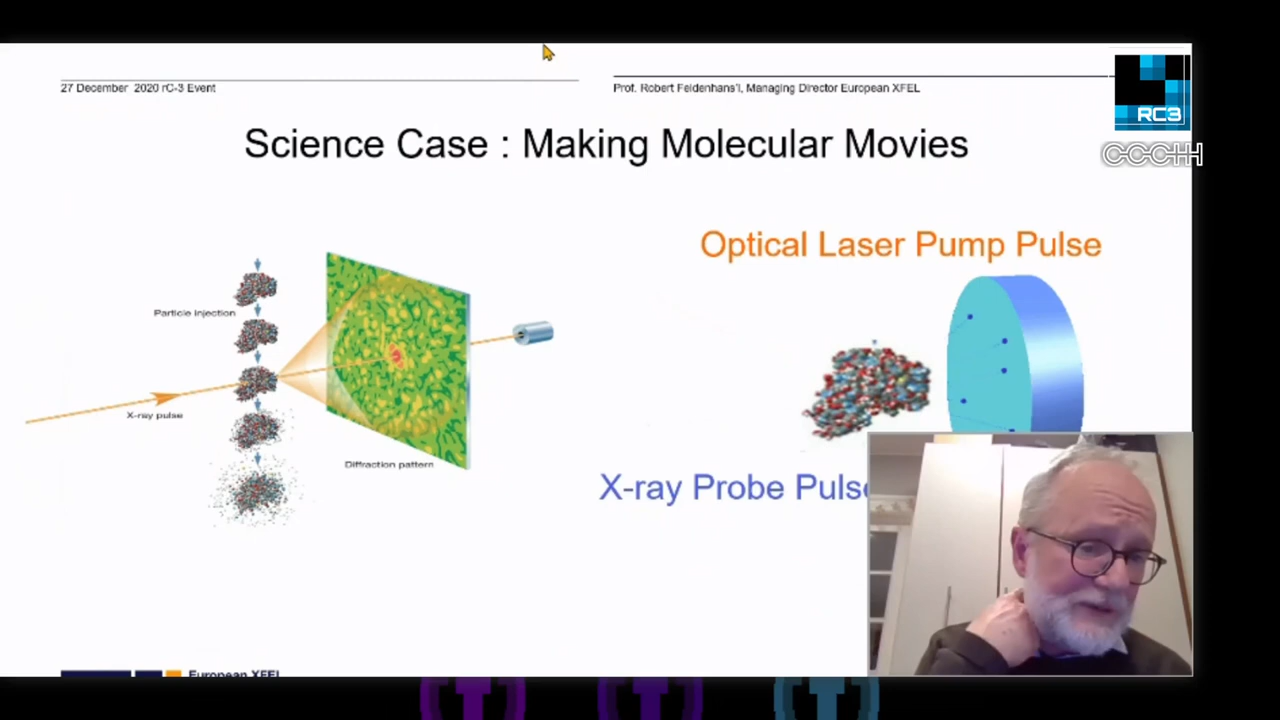 27 December 2020 rC-3 Event
Prof. Robert Feidenhans'l, Managing Director European XFEL
RC3
CCCHH
Science Case : Making Molecular Movies
Optical Laser Pump Pulse
Particle injection
X-ray pulse
Diffraction pattern
X-ray Probe Pulse
European XFEL